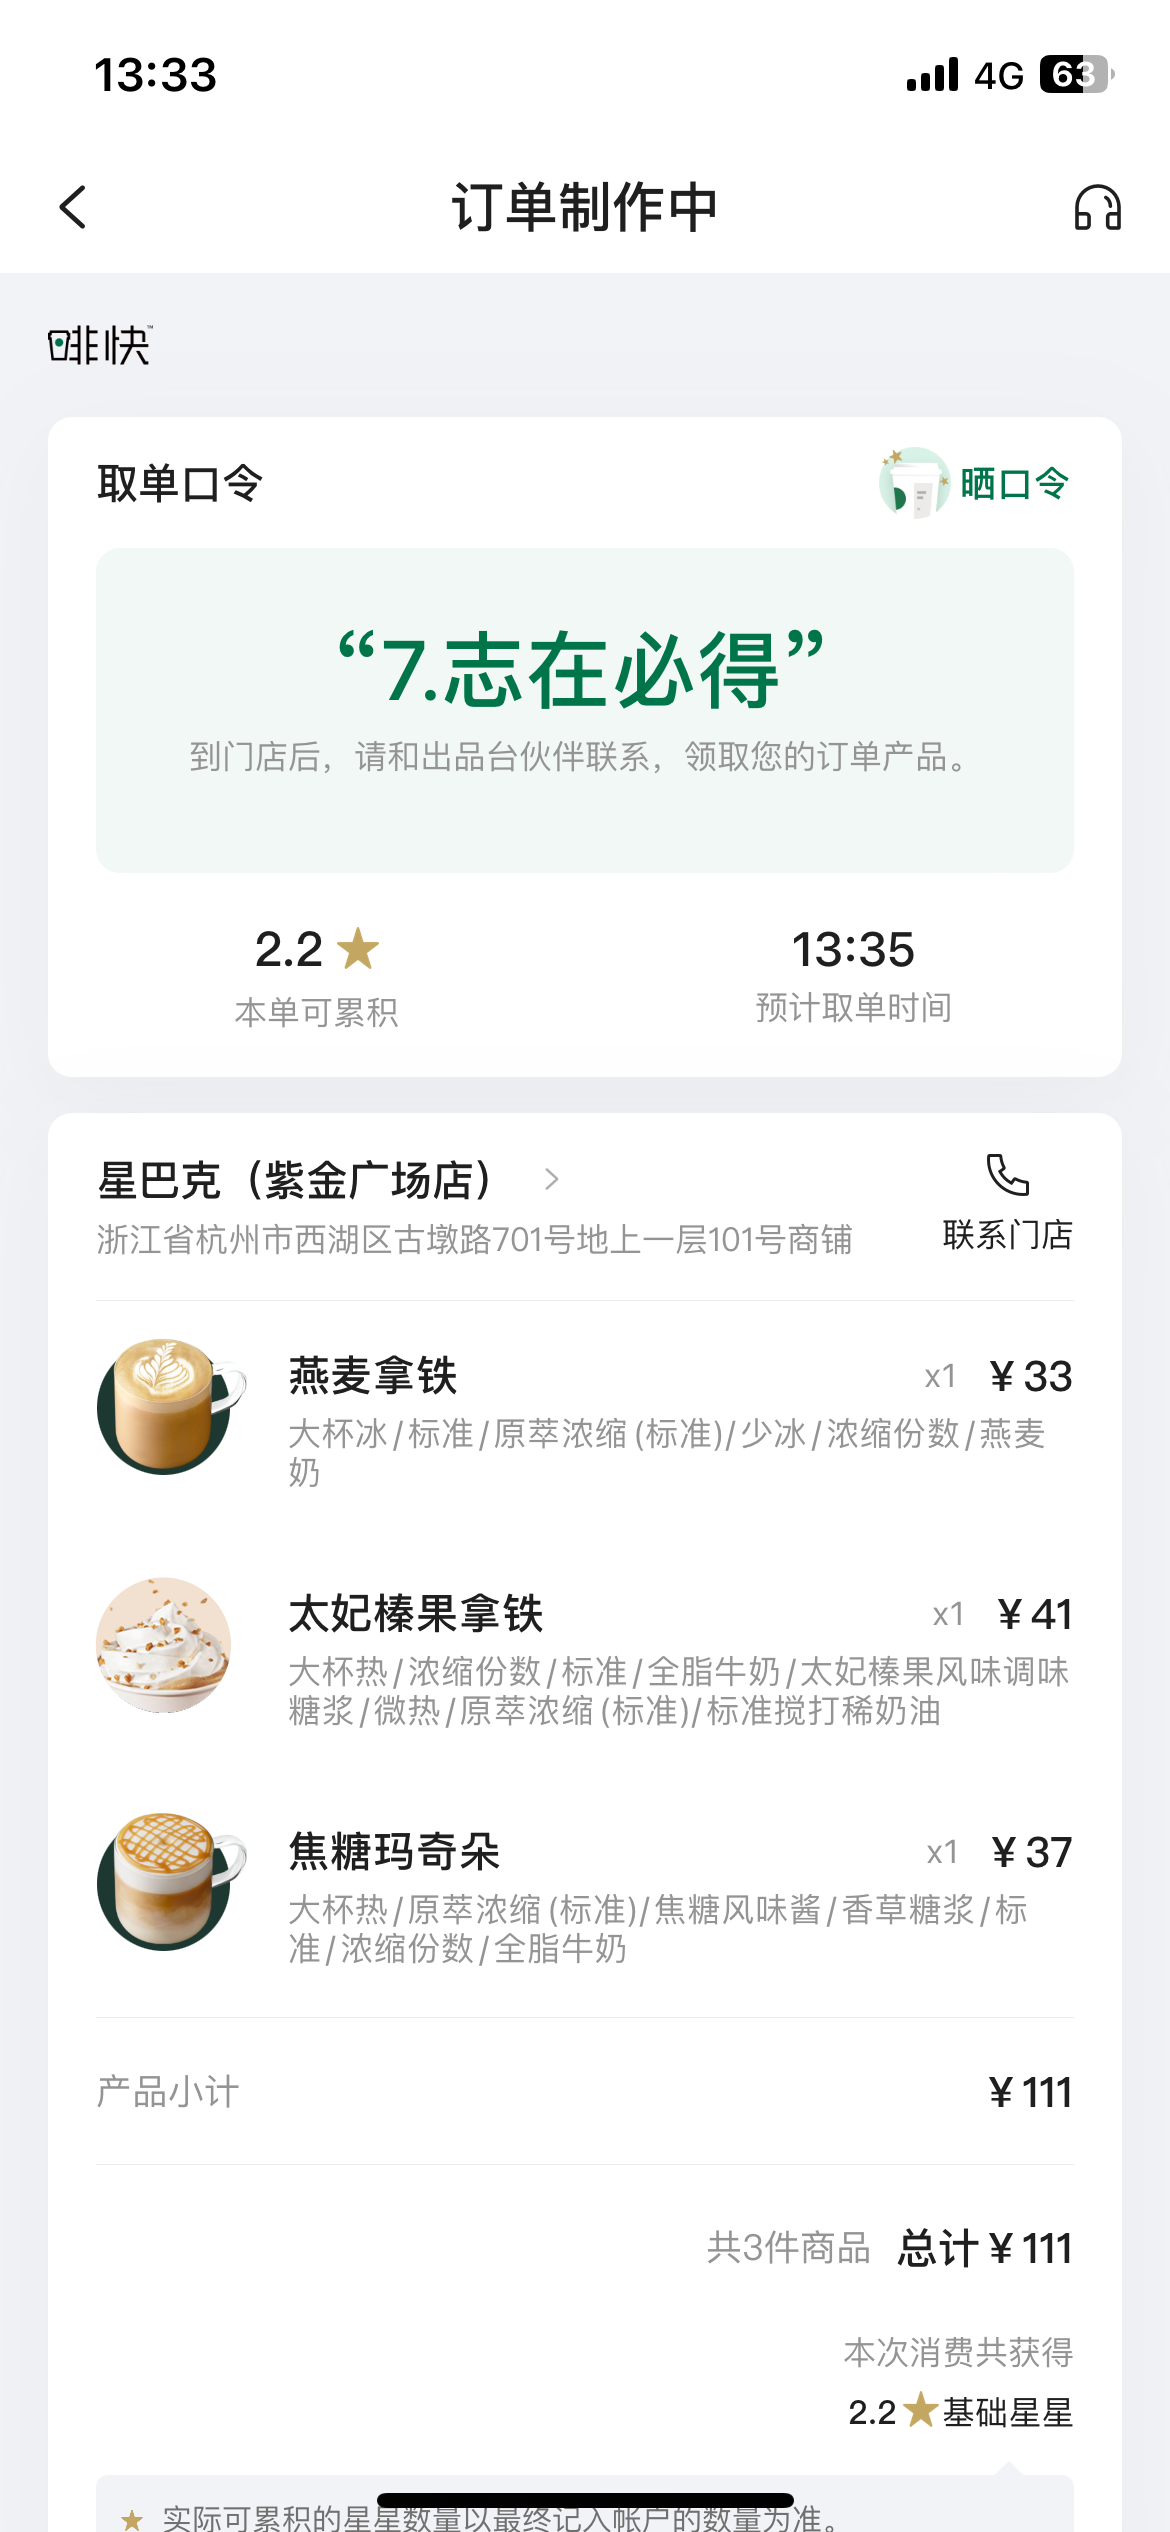 13:33
4G 63
订单制作中
啡快™
取单口令
晒口令
“7.志在必得”
到门店后，请和出品台伙伴联系，领取您的订单产品。
2.2
13:35
本单可累积
预计取单时间
星巴克（紫金广场店）
浙江省杭州市西湖区古墩路701号地上一层101号商铺
联系门店
燕麦拿铁 x1 ¥ 33
大杯冰/标准/原萃浓缩(标准)/少冰/浓缩份数/燕麦
奶
太妃榛果拿铁 x1 ¥ 41
大杯热/浓缩份数/标准/全脂牛奶/太妃榛果风味调味
糖浆/微热/原萃浓缩(标准)/标准搅打稀奶油
焦糖玛奇朵 x1 ¥ 37
大杯热/原萃浓缩(标准)/焦糖风味酱/香草糖浆/标
准/浓缩份数/全脂牛奶
产品小计 ¥ 111
共3件商品 总计 ¥ 111
本次消费共获得
2.2★基础星星
★ 实际可累积的星星数量以最终记入帐户的数量为准。